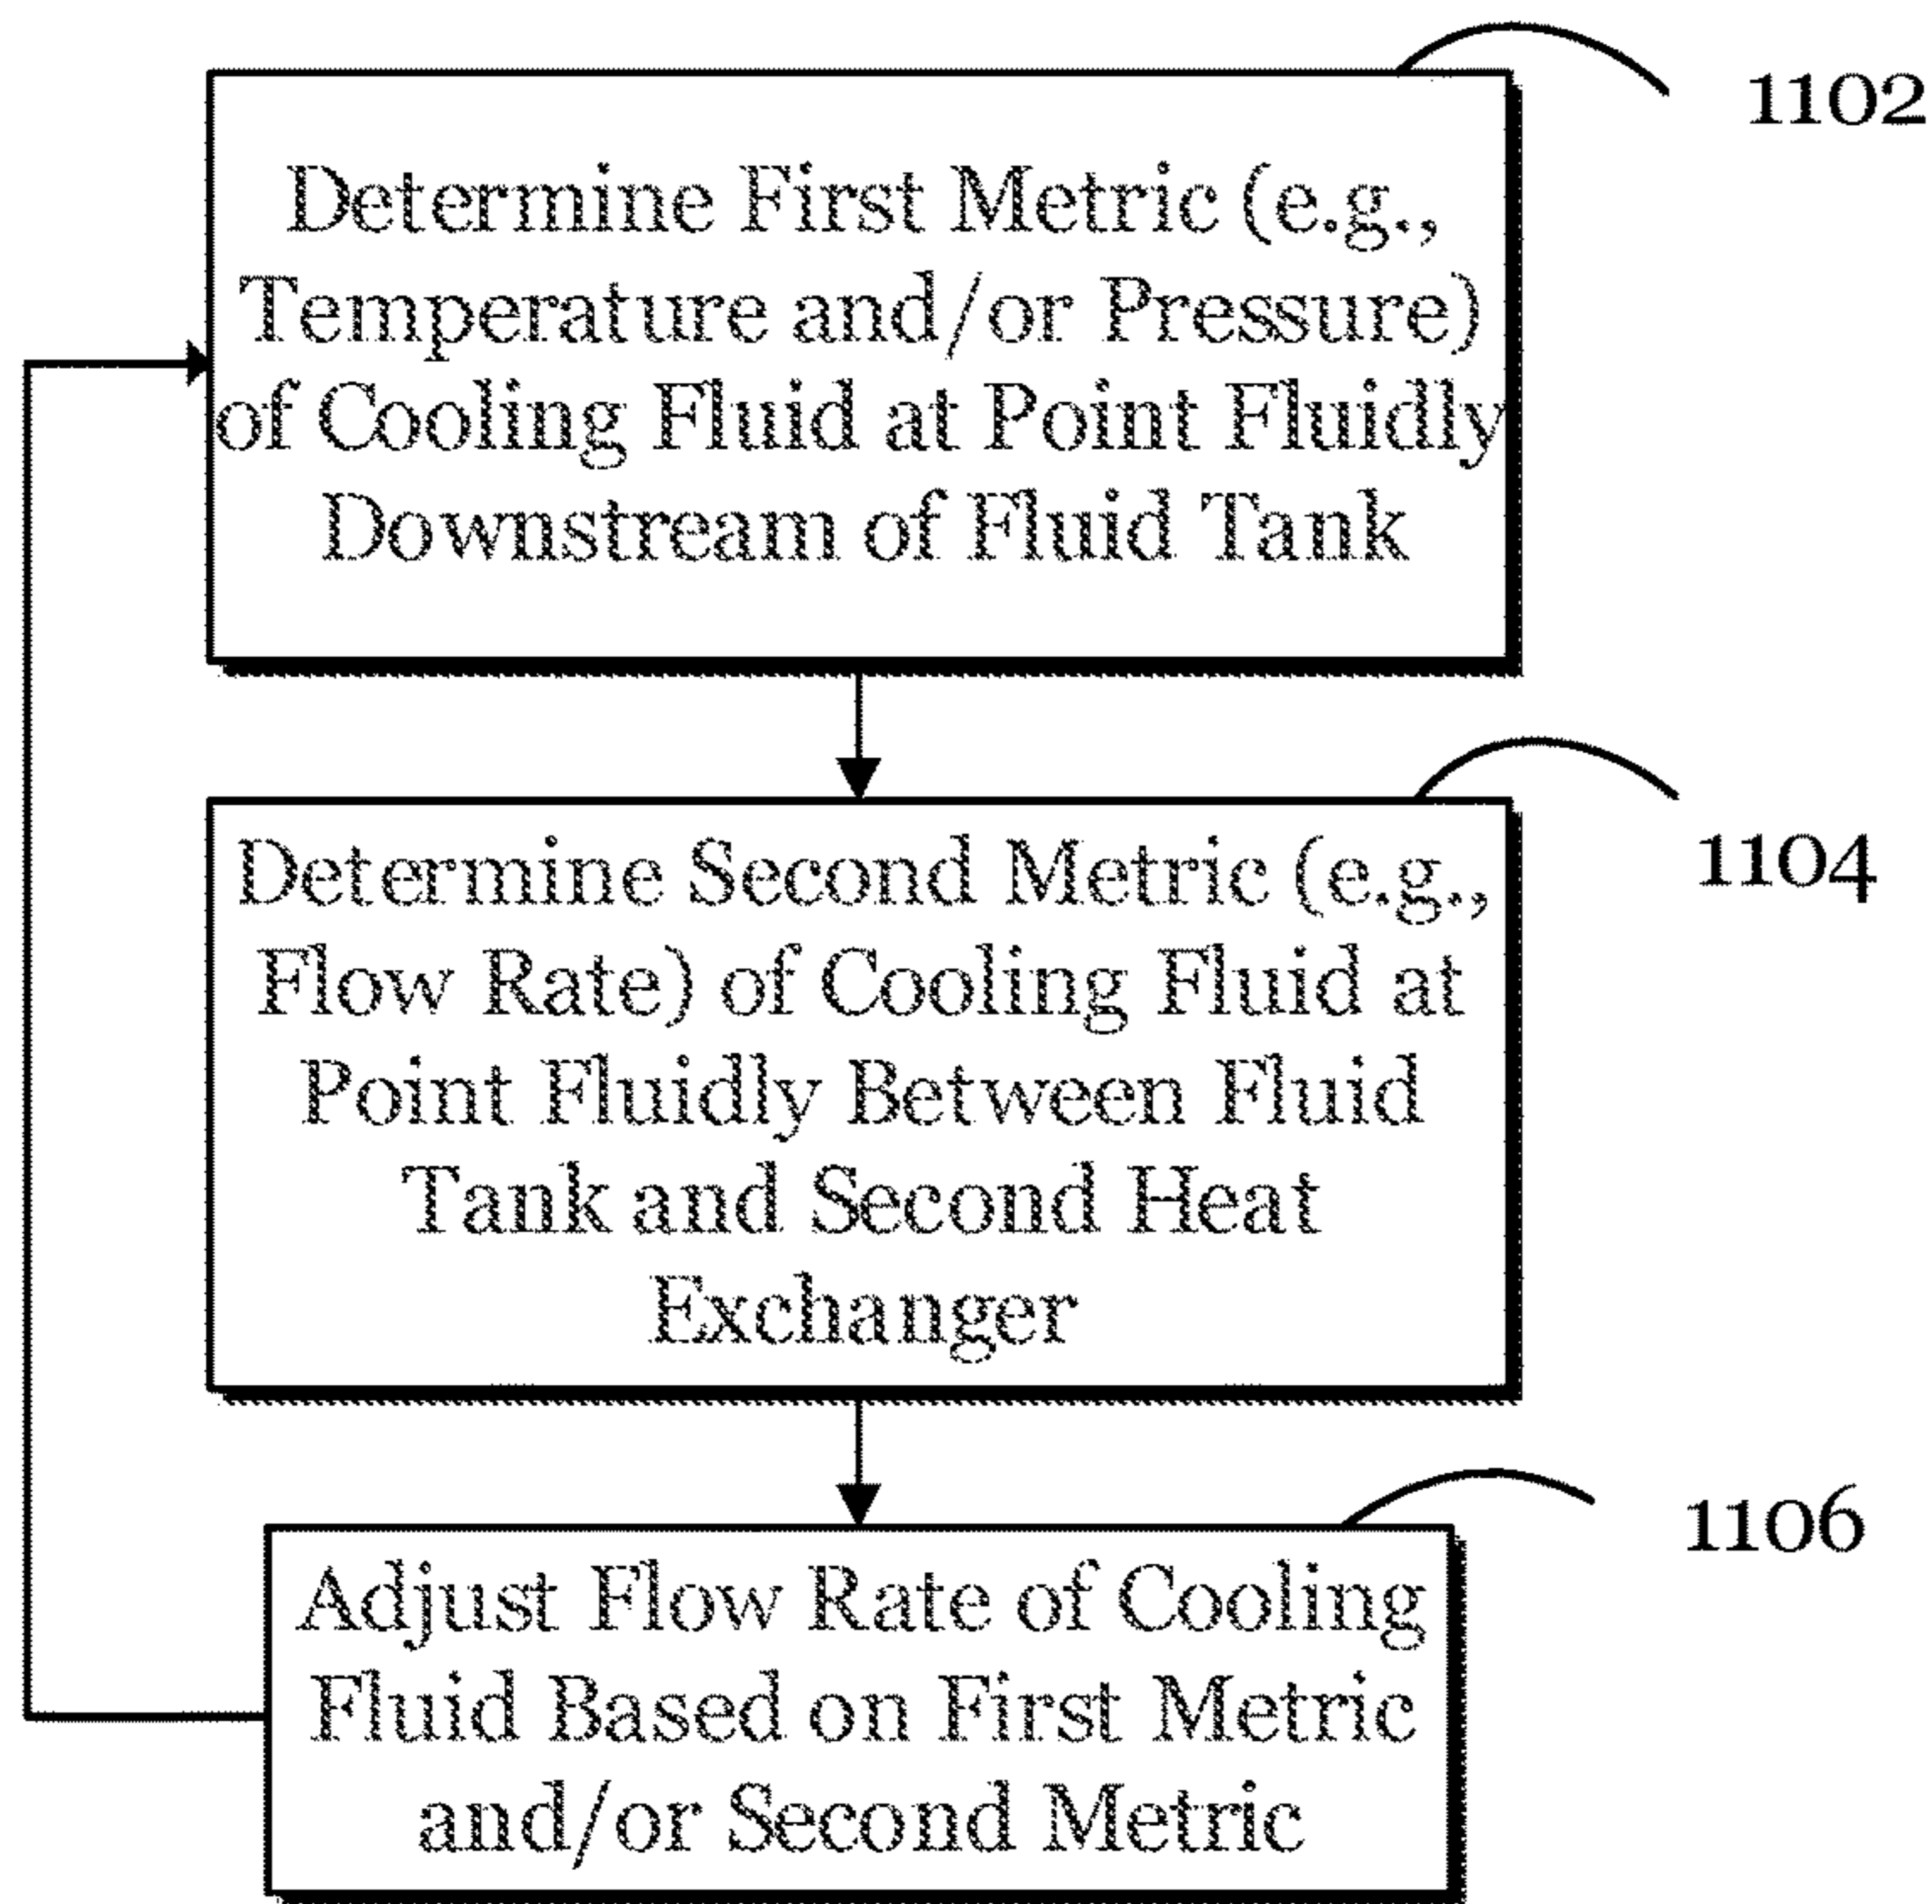 1102
Determine First Metric (e.g.,
Temperature and/or Pressure)
of Cooling Fluid at Point Fluidly
Downstream of Fluid Tank
1104
Determine Second Metric (e.g.,
Flow Rate) of Cooling Fluid at
Point Fluidly Between Fluid
Tank and Second Heat
Exchanger
1106
Adjust Flow Rate of Cooling
Fluid Based on First Metric
and/or Second Metric